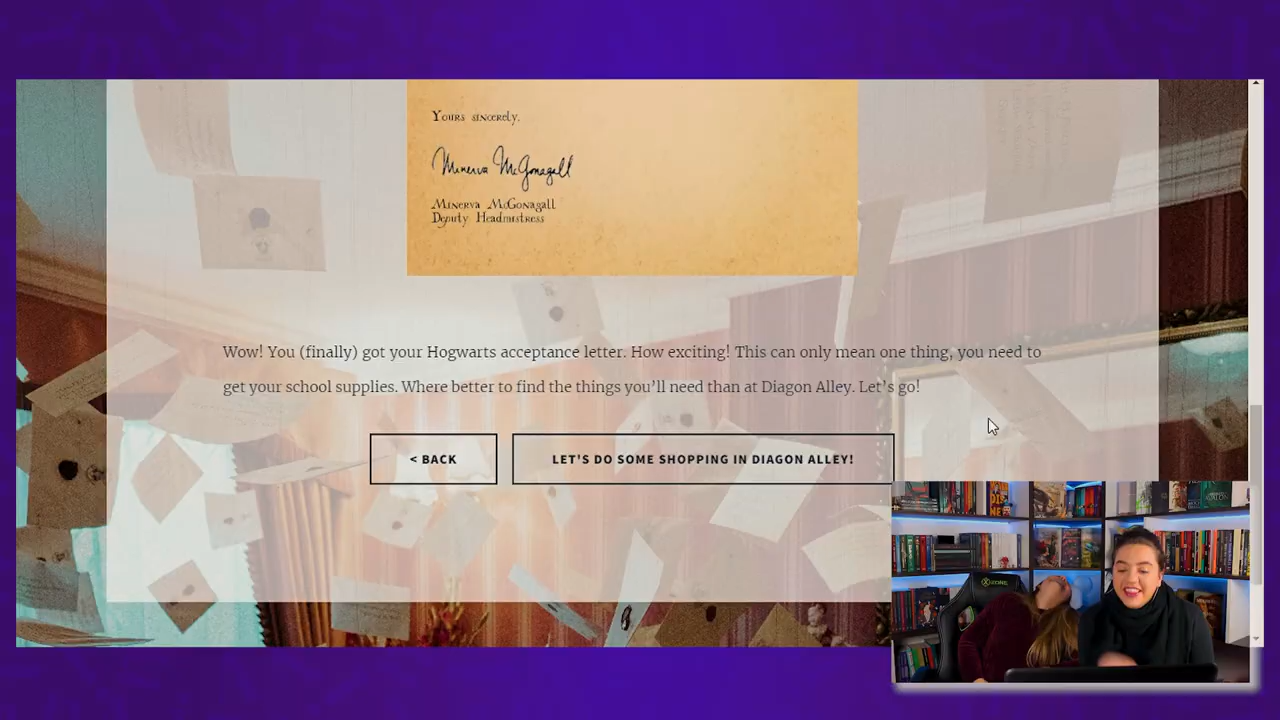 Yours sincerely,
Minerva McGonagall
Minerva McGonagall
Deputy Headmistress
Wow! You (finally) got your Hogwarts acceptance letter. How exciting! This can only mean one thing, you need to
get your school supplies. Where better to find the things you’ll need than at Diagon Alley. Let’s go!
< BACK
LET'S DO SOME SHOPPING IN DIAGON ALLEY!